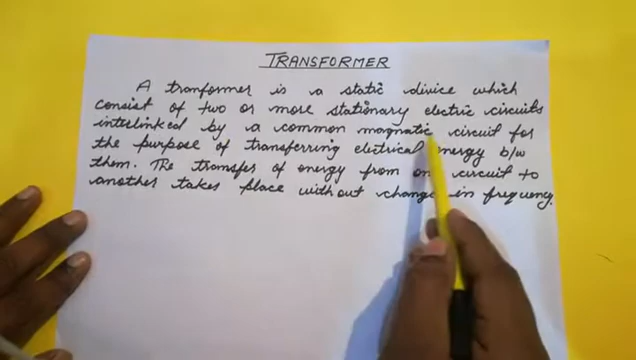 TRANSFORMER
A tranformer is a static divice which
consist of two or more stationary electric circuits
interlinked by a common magnatic circuit for
the purpose of transferring electrical energy b/w
them. The transfer of energy from one circuit to
another takes place without change in frequency.